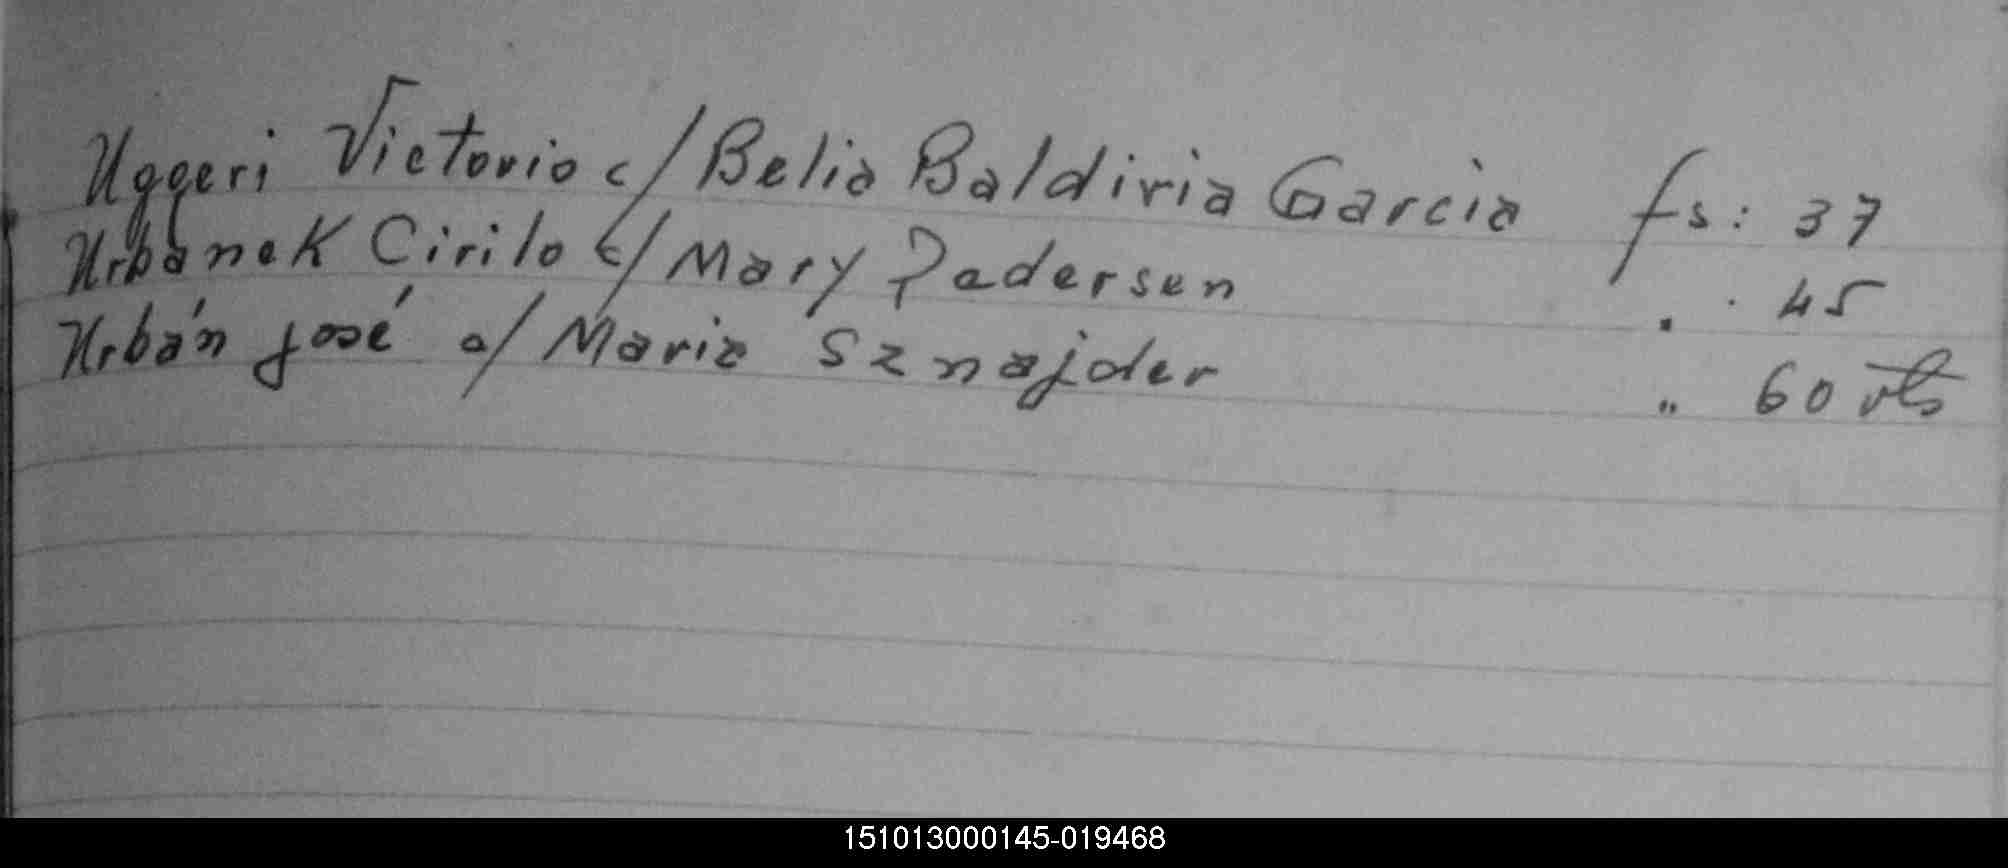 Uggeri Victorio c/ Belia Baldivia Garcia fs: 37
Urbanek Cirilo c/ Mary Pedersen " " 45
Urbán José c/ Maria Sznajder " 60 vta
151013000145-019468